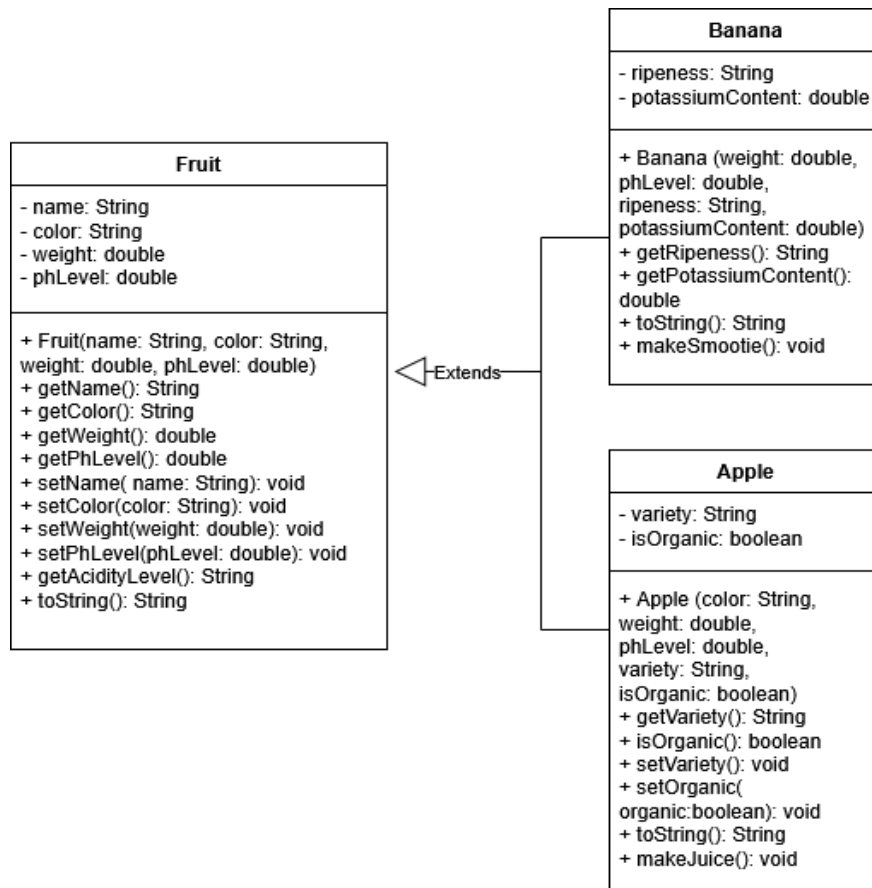 Fruit
- name: String
- color: String
- weight: double
- phLevel: double
+ Fruit(name: String, color: String,
weight: double, phLevel: double)
+ getName(): String
+ getColor(): String
+ getWeight(): double
+ getPhLevel(): double
+ setName( name: String): void
+ setColor(color: String): void
+ setWeight(weight: double): void
+ setPhLevel(phLevel: double): void
+ getAcidityLevel(): String
+ toString(): String
Extends
Banana
- ripeness: String
- potassiumContent: double
+ Banana (weight: double,
phLevel: double,
ripeness: String,
potassiumContent: double)
+ getRipeness(): String
+ getPotassiumContent():
double
+ toString(): String
+ makeSmootie(): void
Apple
- variety: String
- isOrganic: boolean
+ Apple (color: String,
weight: double,
phLevel: double,
variety: String,
isOrganic: boolean)
+ getVariety(): String
+ isOrganic(): boolean
+ setVariety(): void
+ setOrganic(
organic:boolean): void
+ toString(): String
+ makeJuice(): void